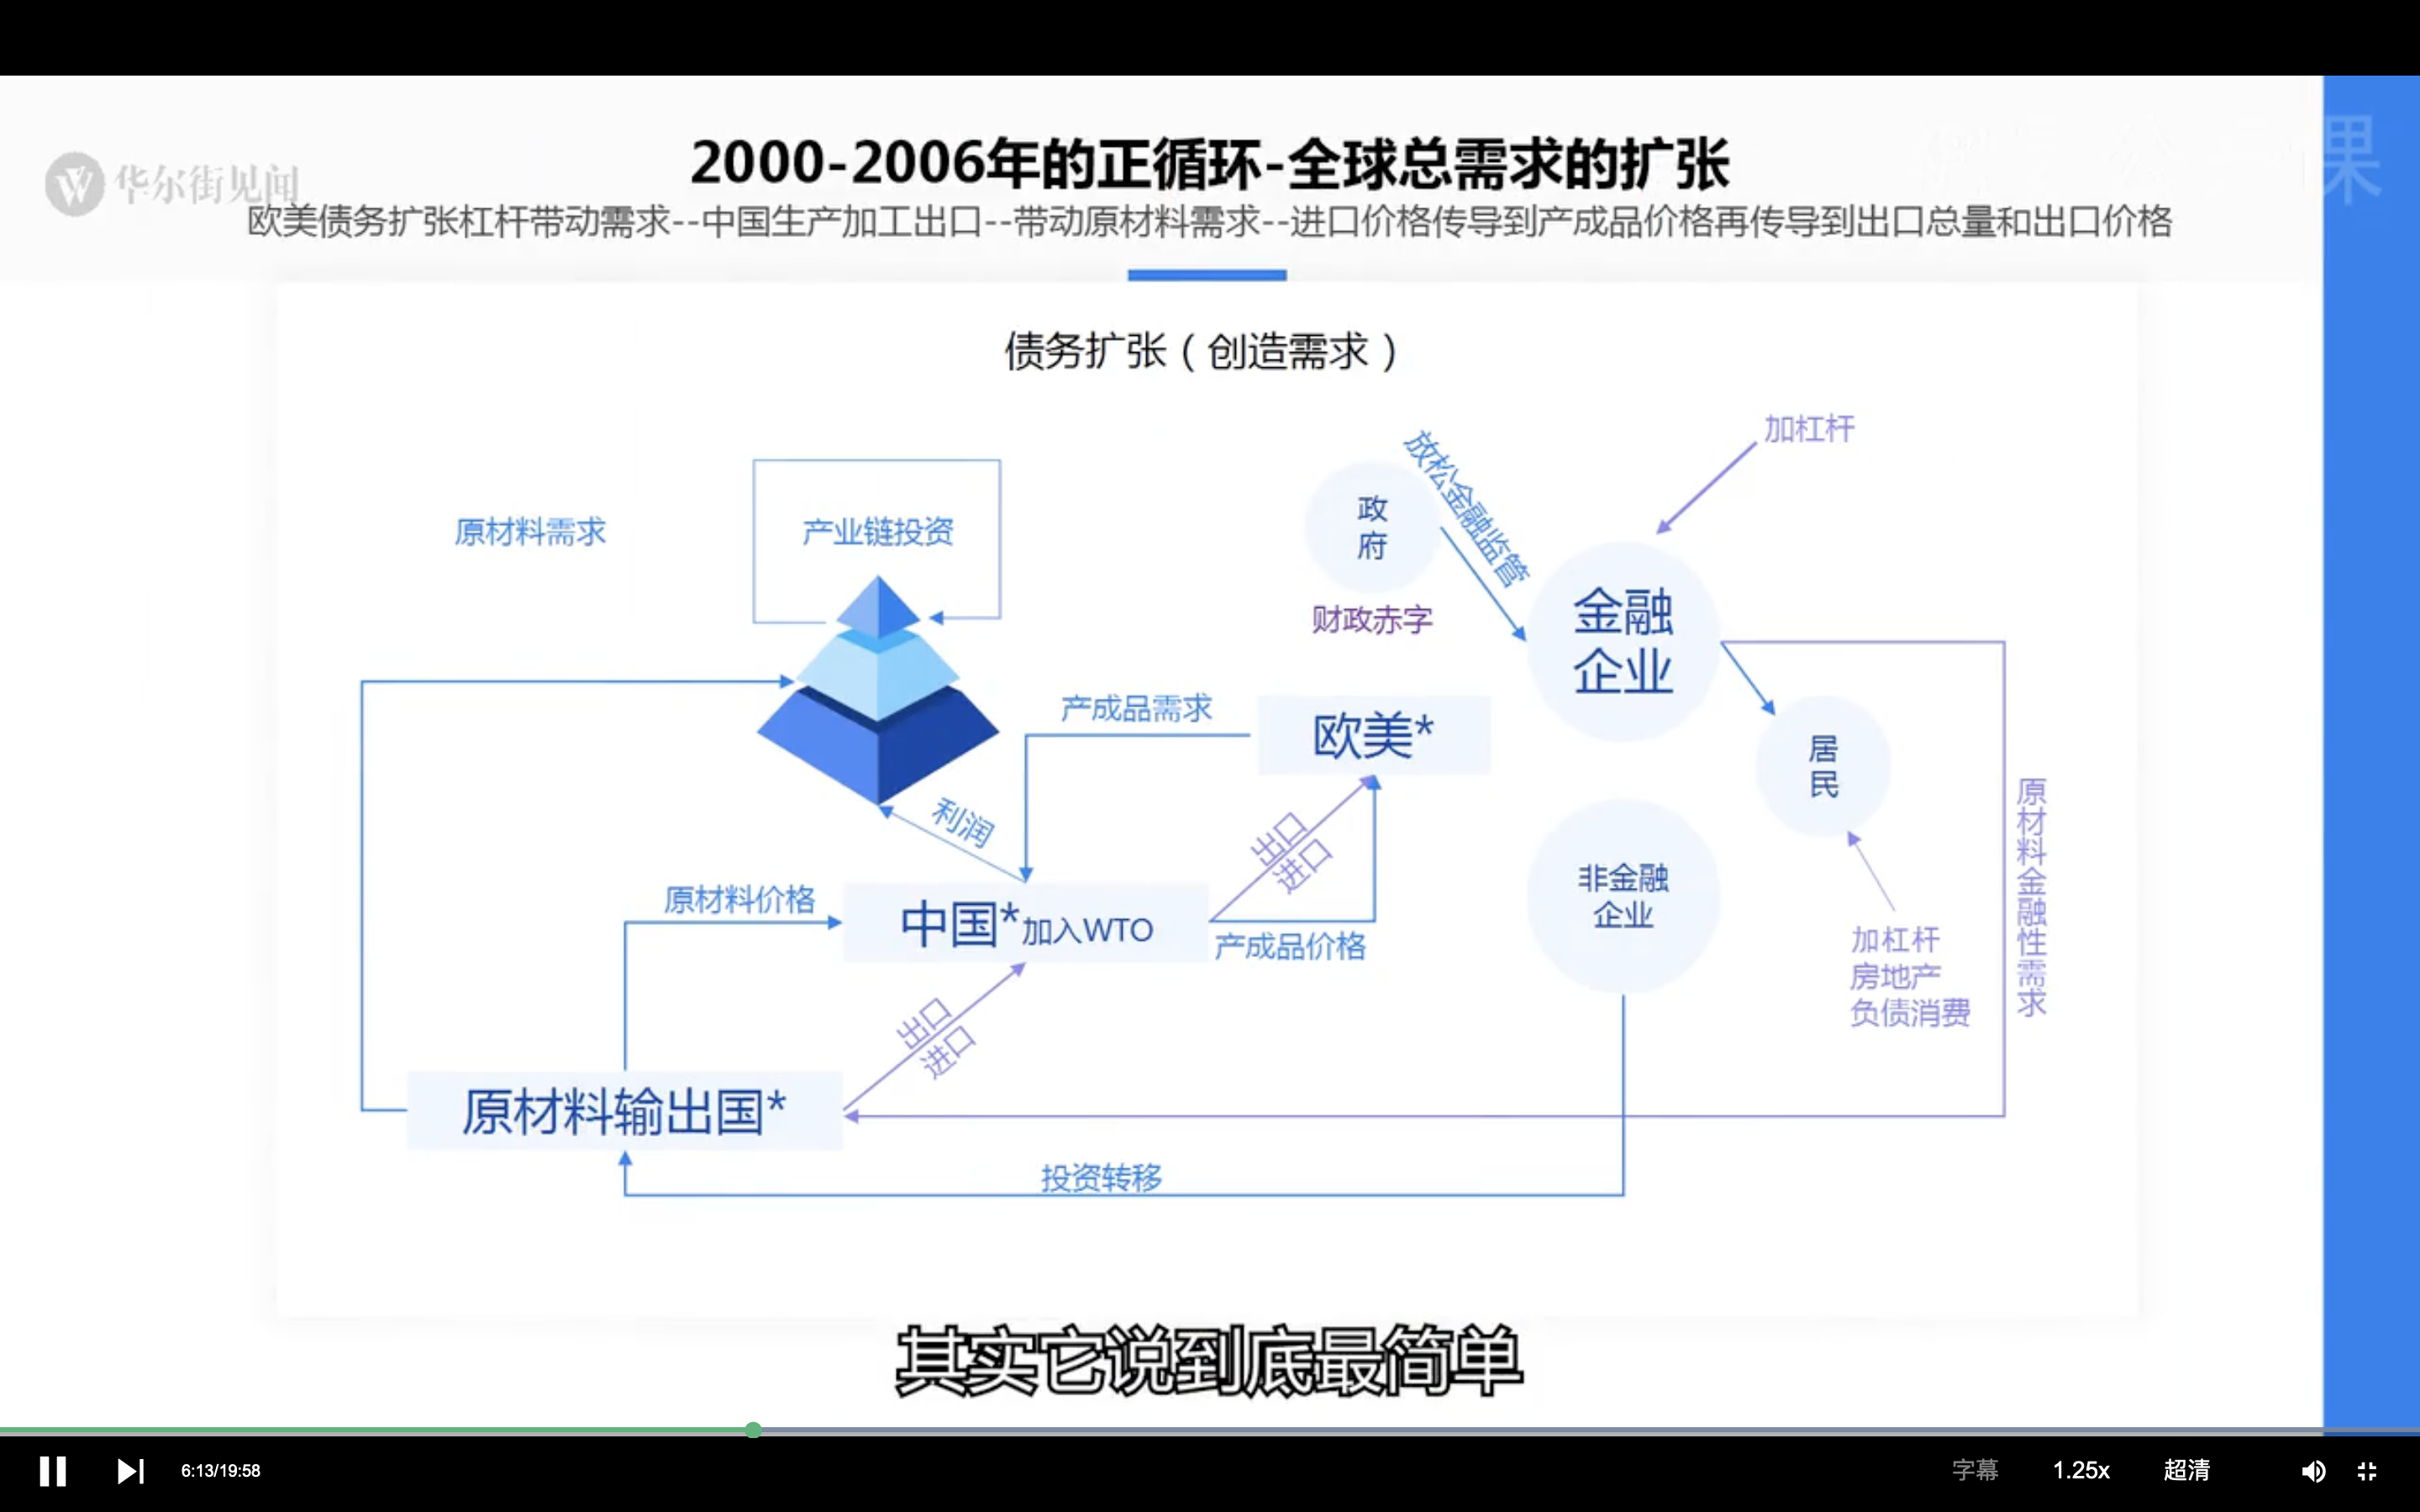 华尔街见闻
2000-2006年的正循环-全球总需求的扩张
课
欧美债务扩张杠杆带动需求--中国生产加工出口--带动原材料需求--进口价格传导到产成品价格再传导到出口总量和出口价格
债务扩张（创造需求）
加杠杆
放松金融监管
原材料需求
产业链投资
政
府
财政赤字
金融
企业
产成品需求
欧美*
居
民
利润
出口
进口
原材料金融性需求
原材料价格
中国*加入WTO
产成品价格
非金融
企业
加杠杆
房地产
负债消费
出口
进口
原材料输出国*
投资转移
其实它说到底最简单
6:13/19:58
字幕
1.25x
超清